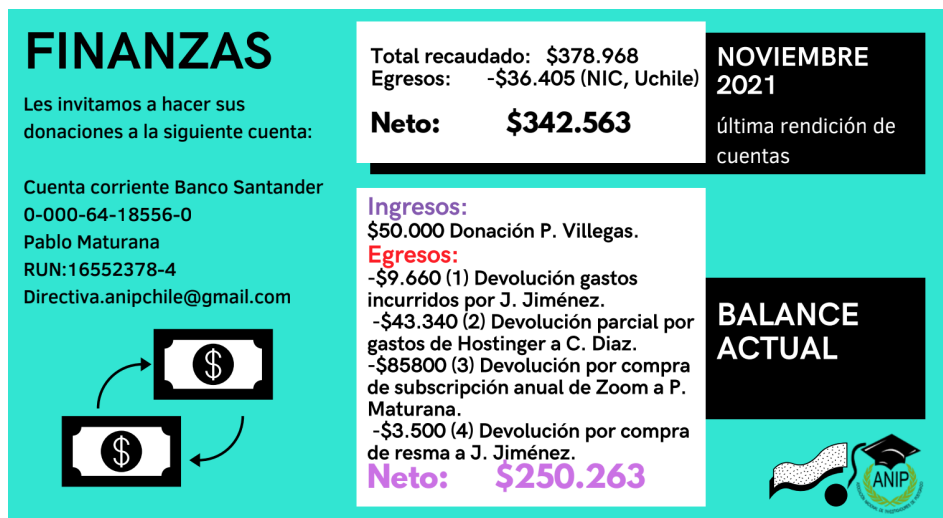 FINANZAS
Les invitamos a hacer sus
donaciones a la siguiente cuenta:
Cuenta corriente Banco Santander
0-000-64-18556-0
Pablo Maturana
RUN:16552378-4
Directiva.anipchile@gmail.com
$
$
Total recaudado: $378.968
Egresos: -$36.405 (NIC, Uchile)
Neto: $342.563
NOVIEMBRE
2021
última rendición de
cuentas
Ingresos:
$50.000 Donación P. Villegas.
Egresos:
-$9.660 (1) Devolución gastos
incurridos por J. Jiménez.
-$43.340 (2) Devolución parcial por
gastos de Hostinger a C. Diaz.
-$85800 (3) Devolución por compra
de subscripción anual de Zoom a P.
Maturana.
-$3.500 (4) Devolución por compra
de resma a J. Jiménez.
Neto: $250.263
BALANCE
ACTUAL
ANIP